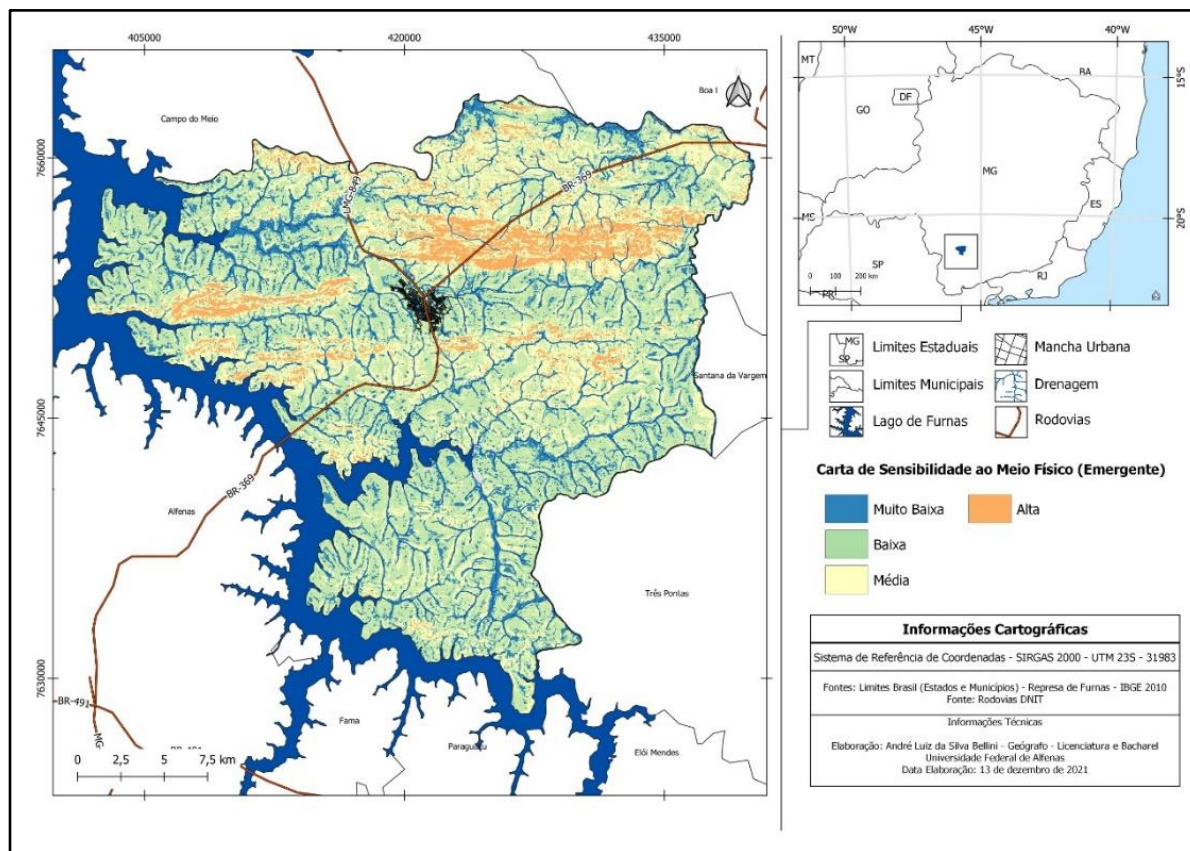 405000
420000
435000
7660000
7645000
7630000
Campo do Meio
LMG-849
BR-369
Santana da Vargem
BR-369
Alfenas
Três Pontas
BR-491
MG
Fama
Paraguaçu
Elói Mendes
0 2,5 5 7,5 km
50°W
45°W
40°W
15°S
20°S
MT
BA
GO
DF
MG
MS
ES
SP
RJ
PR
0 100 200 km
MG
SP
Limites Estaduais
Mancha Urbana
Limites Municipais
Drenagem
Lago de Furnas
Rodovias
Carta de Sensibilidade ao Meio Físico (Emergente)
Muito Baixa
Alta
Baixa
Média
Informações Cartográficas
Sistema de Referência de Coordenadas - SIRGAS 2000 - UTM 23S - 31983
Fontes: Limites Brasil (Estados e Municípios) - Represa de Furnas - IBGE 2010
Fonte: Rodovias DNIT
Informações Técnicas
Elaboração: André Luiz da Silva Bellini - Geógrafo - Licenciatura e Bacharel
Universidade Federal de Alfenas
Data Elaboração: 13 de dezembro de 2021